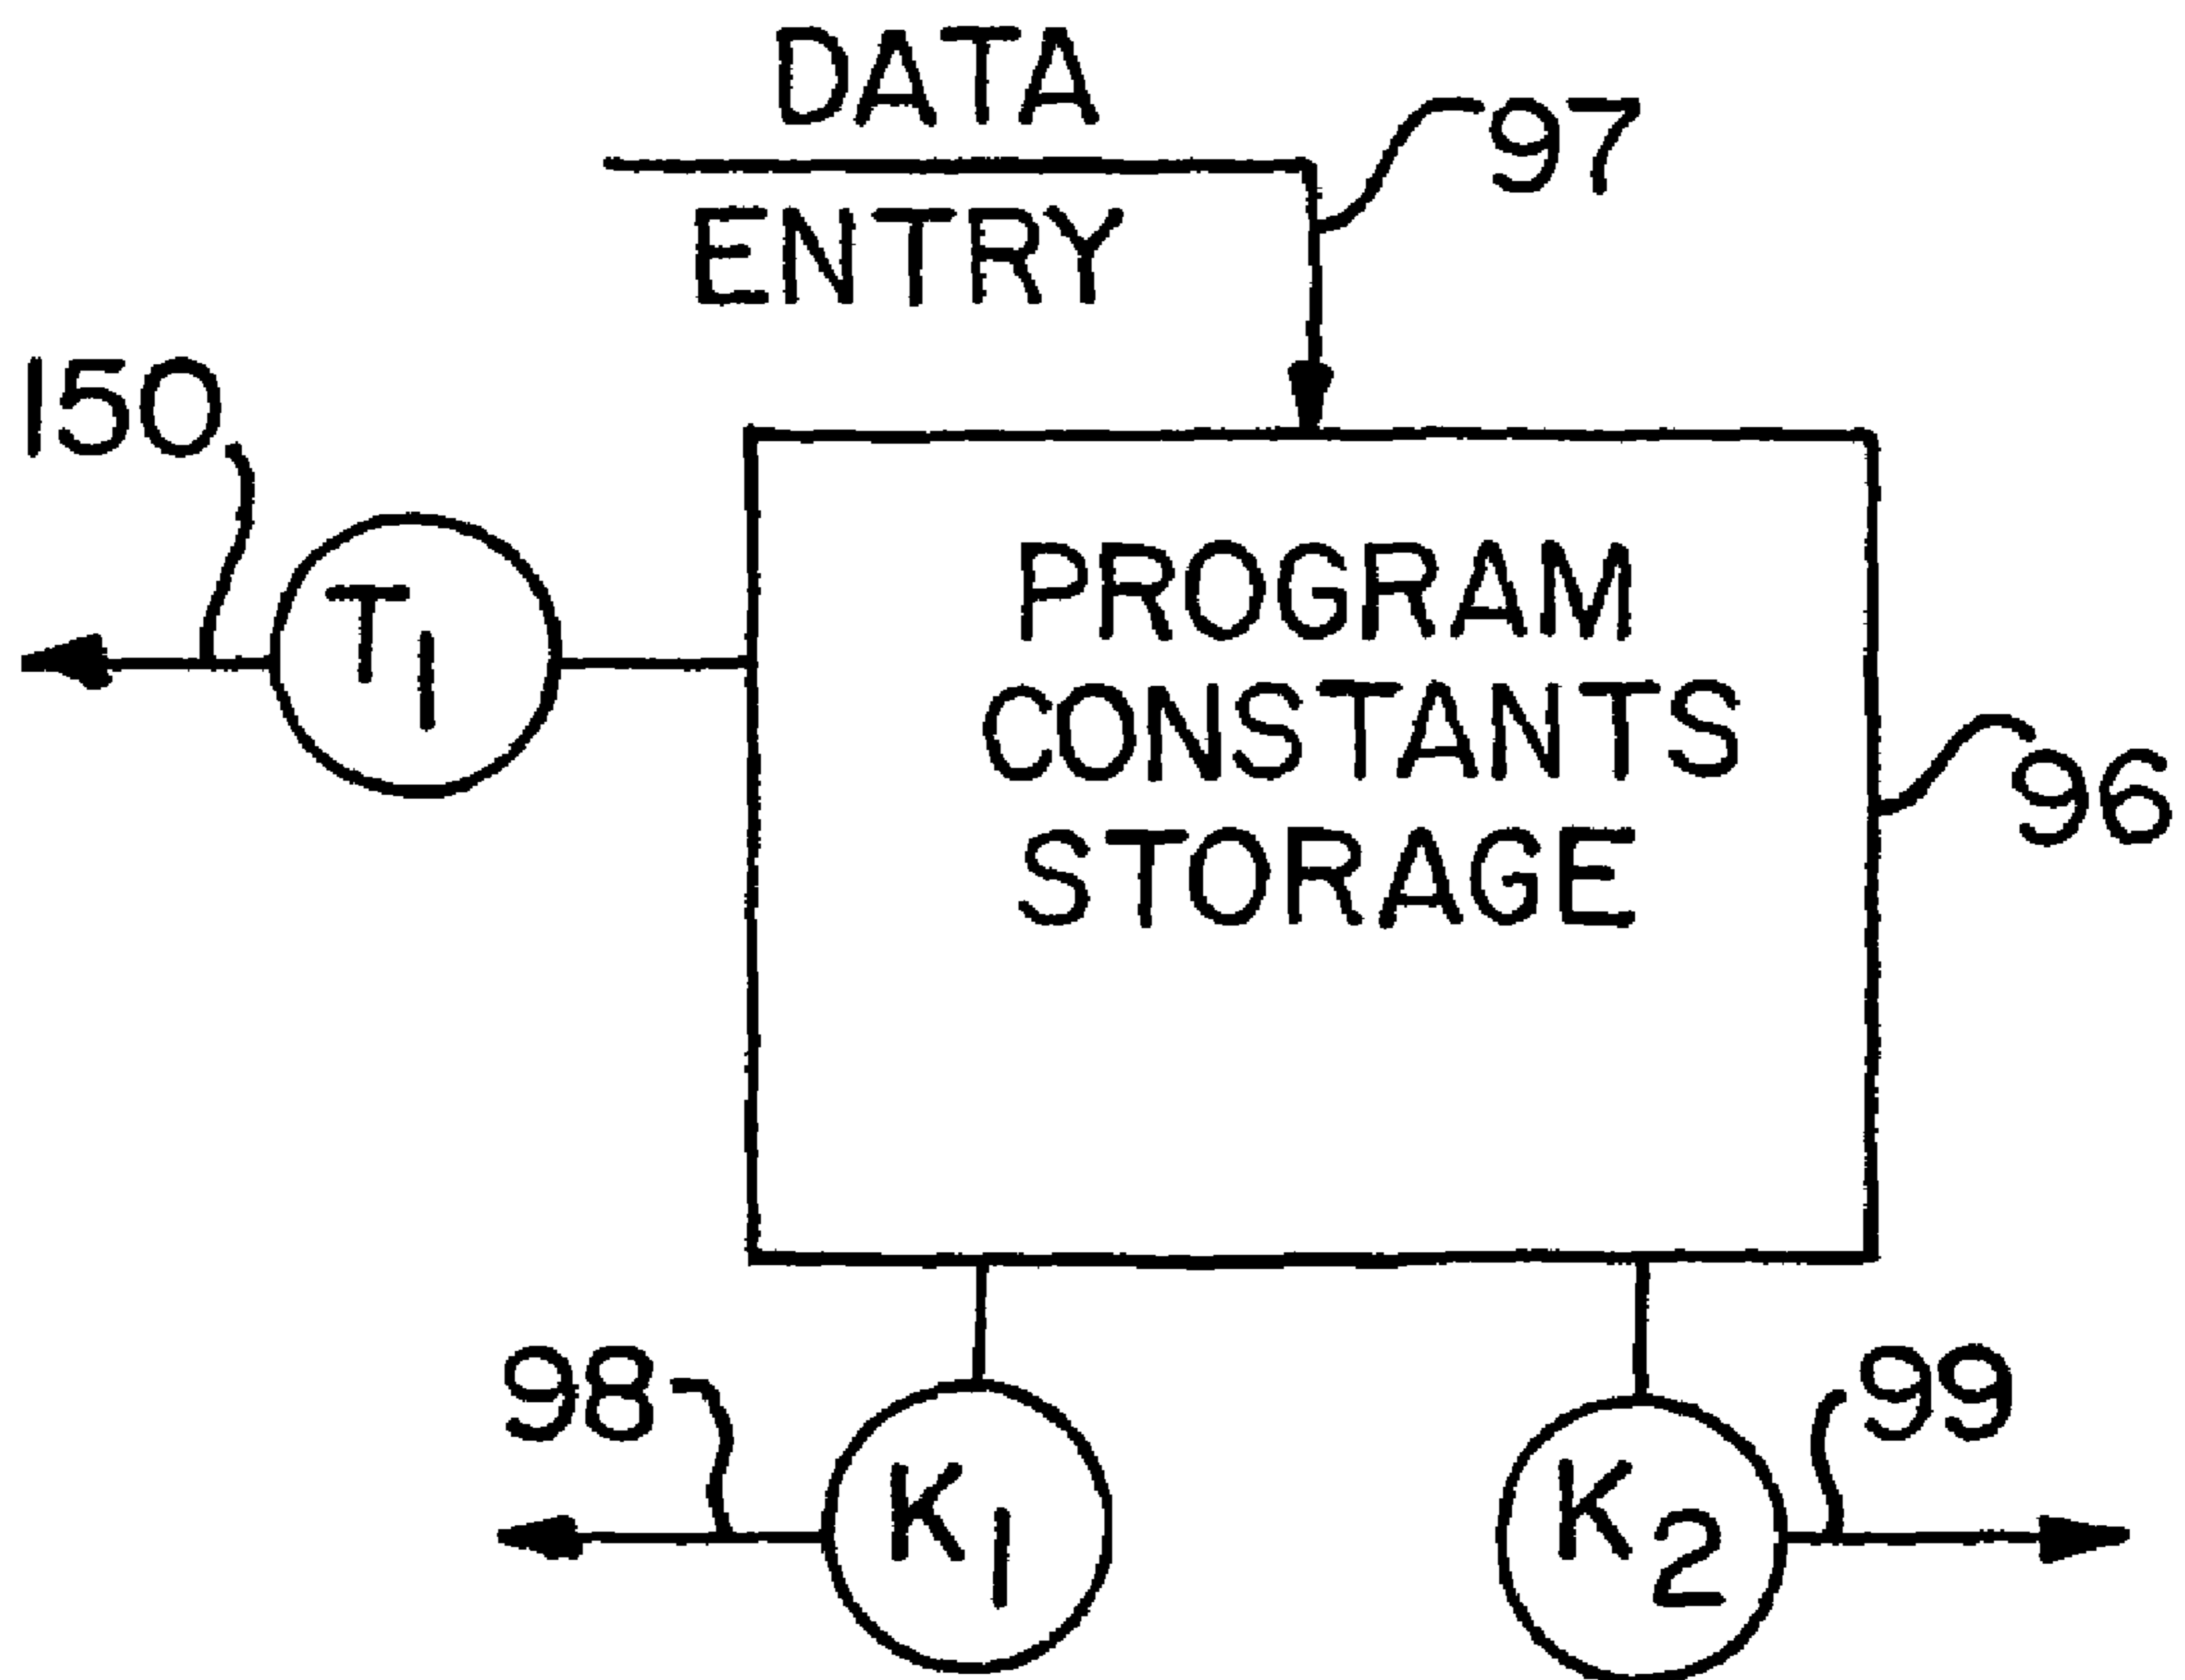 DATA
ENTRY
97
150
T1
PROGRAM
CONSTANTS
STORAGE
96
98
99
K1
K2